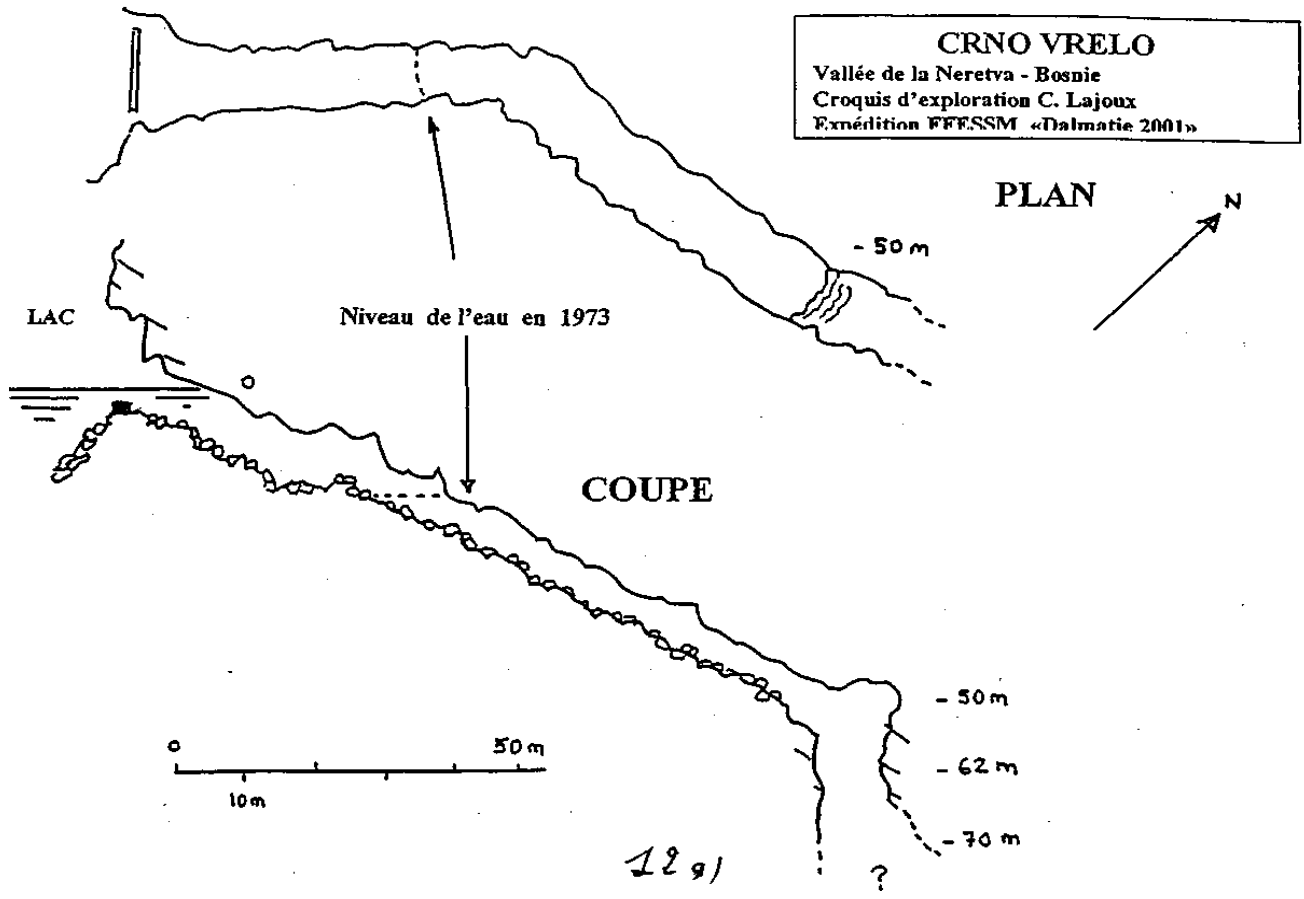 CRNO VRELO
Vallée de la Neretva - Bosnie
Croquis d'exploration C. Lajoux
Expédition FFESSM «Dalmatie 2001»
PLAN
N
- 50 m
LAC
Niveau de l'eau en 1973
0
COUPE
- 50 m
- 62 m
- 70 m
0
50 m
10 m
?